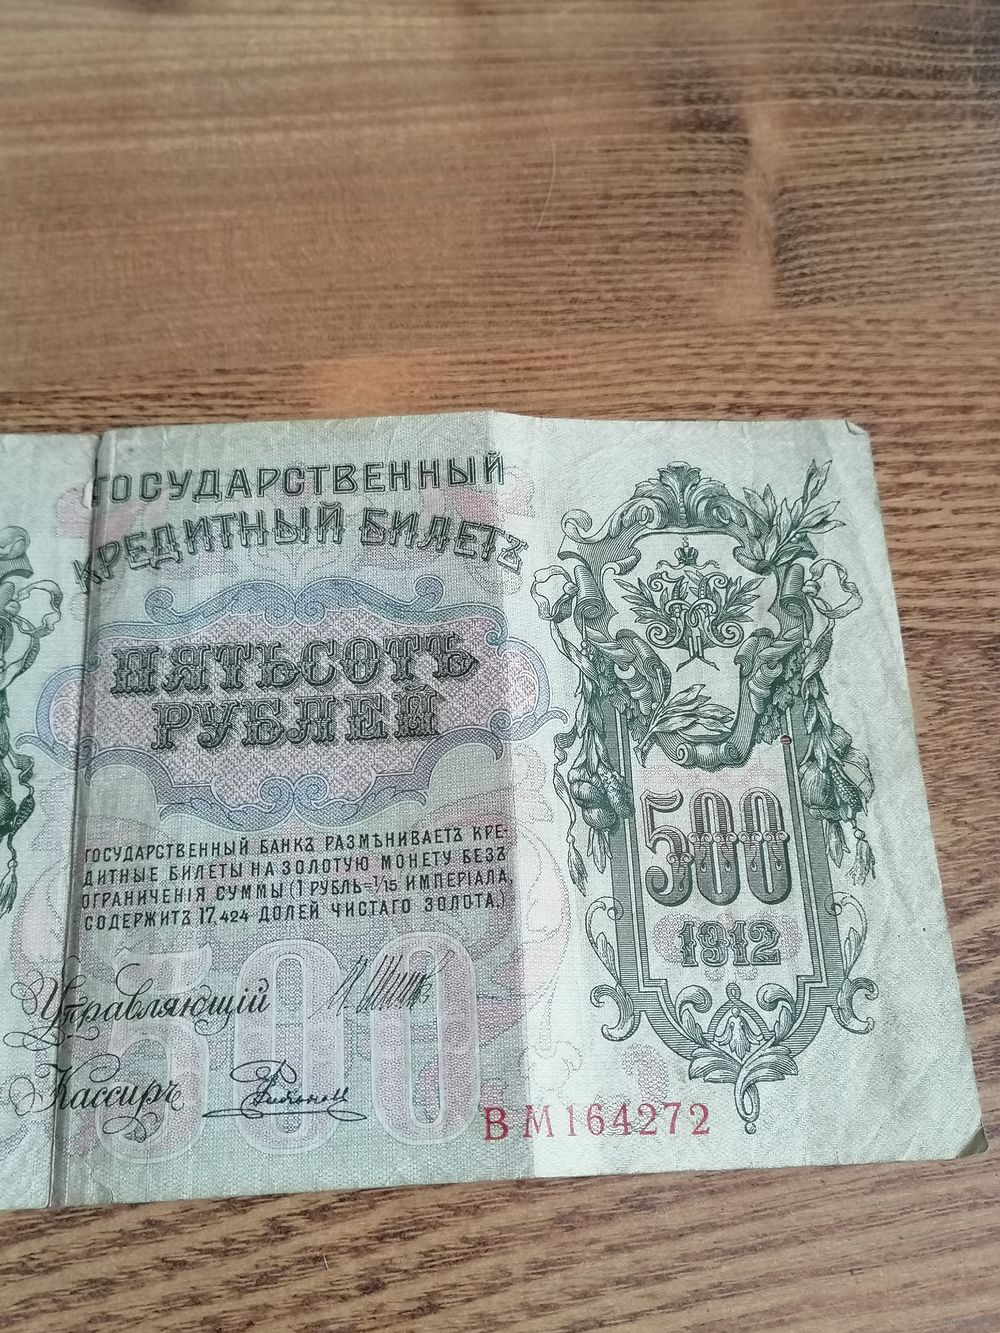 ГОСУДАРСТВЕННЫЙ
КРЕДИТНЫЙ БИЛЕТЪ
ПЯТЬСОТЪ
РУБЛЕЙ
ГОСУДАРСТВЕННЫЙ БАНКЪ РАЗМѢНИВАЕТЪ КРЕ-
ДИТНЫЕ БИЛЕТЫ НА ЗОЛОТУЮ МОНЕТУ БЕЗЪ
ОГРАНИЧЕНІЯ СУММЫ (1 РУБЛЬ=1/15 ИМПЕРІАЛА,
СОДЕРЖИТЪ 17,424 ДОЛЕЙ ЧИСТАГО ЗОЛОТА.)
500
Управляющій
Кассиръ
500
1912
ВМ164272